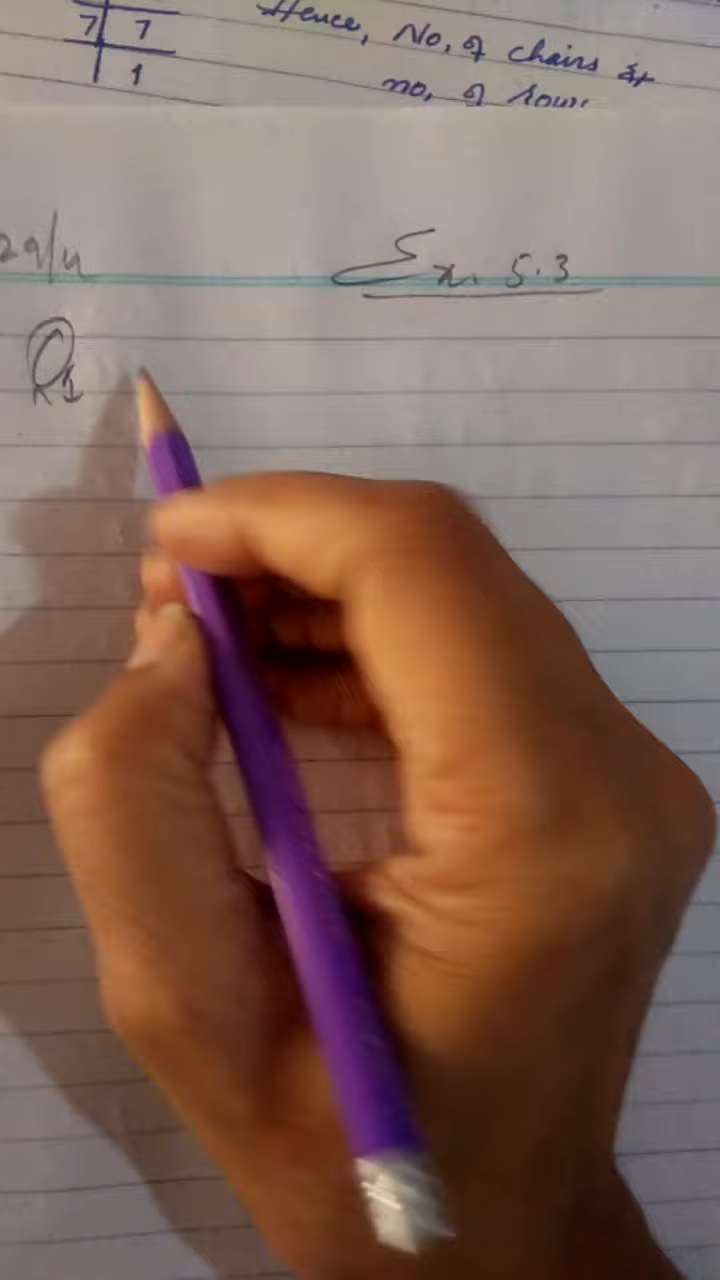 7 7
1
Hence, No. of chairs &
no. of rows
29/4
Ex. 5.3
Q1